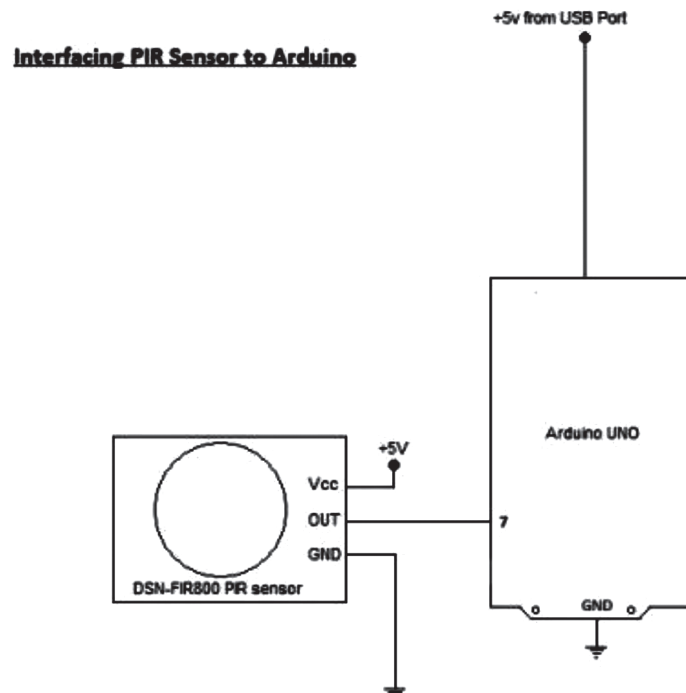 +5v from USB Port
Interfacing PIR Sensor to Arduino
Arduino UNO
+5V
Vcc
OUT
7
GND
DSN-FIR800 PIR sensor
GND